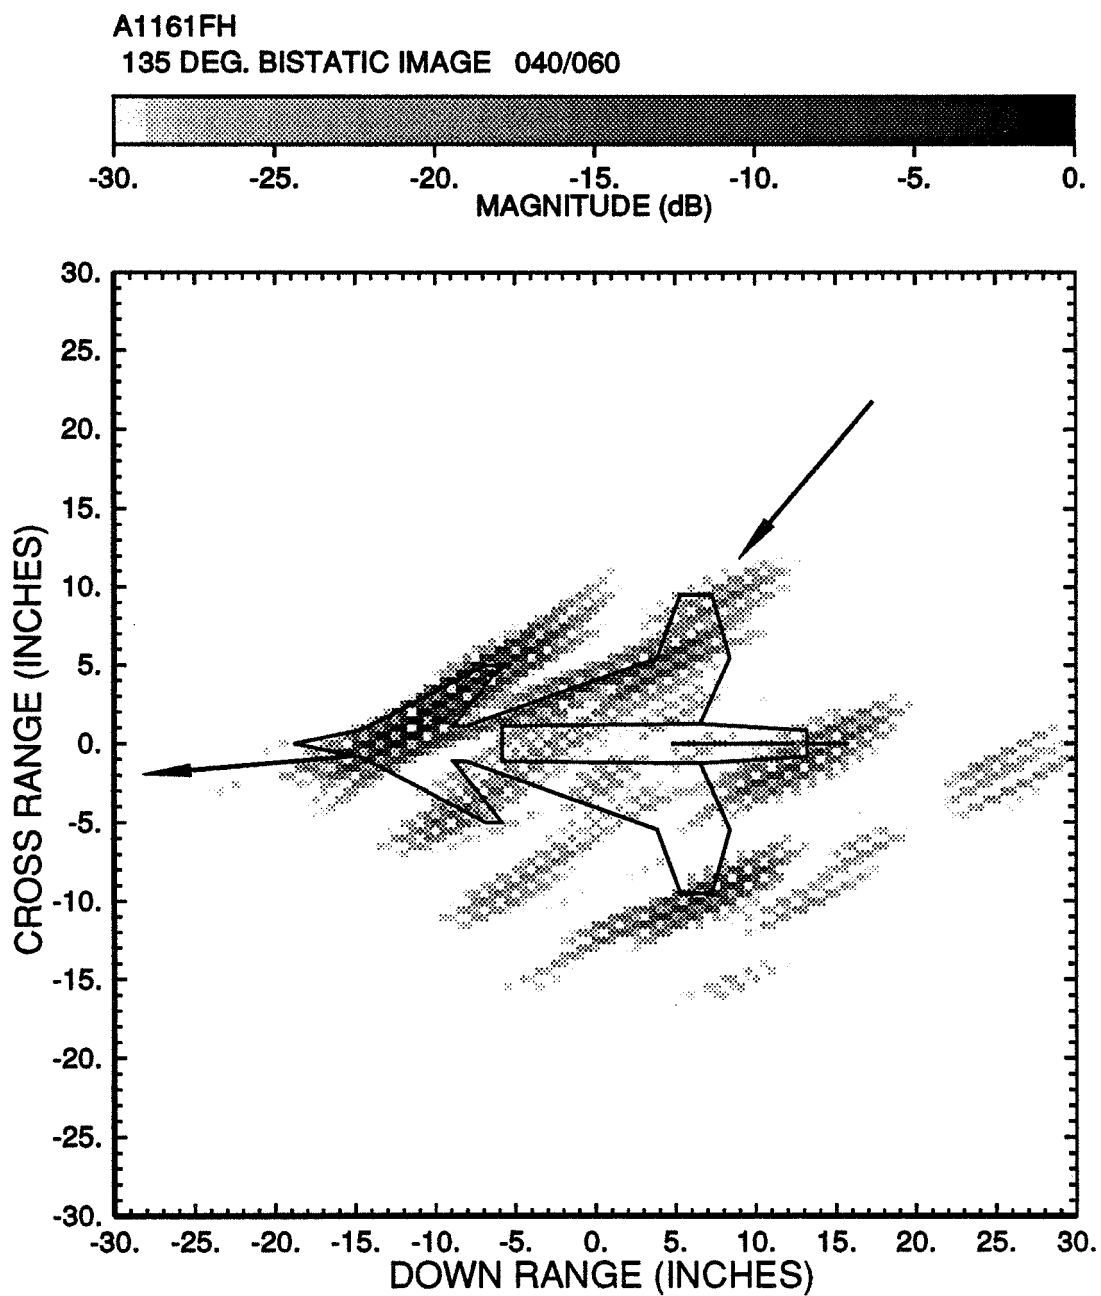 A1161FH
135 DEG. BISTATIC IMAGE 040/060
-30. -25. -20. -15. -10. -5. 0.
MAGNITUDE (dB)
30.
25.
20.
15.
10.
5.
0.
-5.
-10.
-15.
-20.
-25.
-30.
CROSS RANGE (INCHES)
-30. -25. -20. -15. -10. -5. 0. 5. 10. 15. 20. 25. 30.
DOWN RANGE (INCHES)